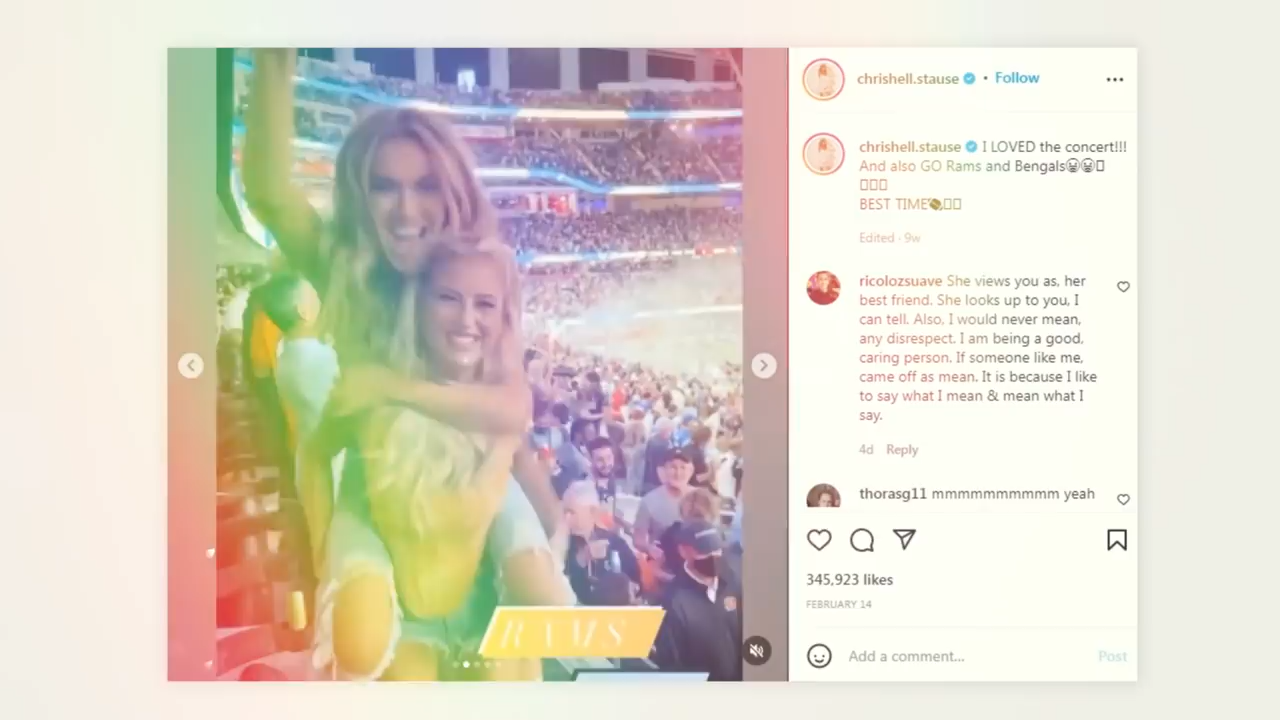 chrishell.stause • Follow
chrishell.stause I LOVED the concert!!!
And also GO Rams and Bengals😭😭▯
▯▯▯
BEST TIME🏈▯▯
Edited · 9w
ricolozsuave She views you as, her
best friend. She looks up to you, I
can tell. Also, I would never mean,
any disrespect. I am being a good,
caring person. If someone like me,
came off as mean. It is because I like
to say what I mean & mean what I
say.
4d Reply
thorasg11 mmmmmmmmmm yeah
345,923 likes
FEBRUARY 14
Add a comment... Post
RAMS